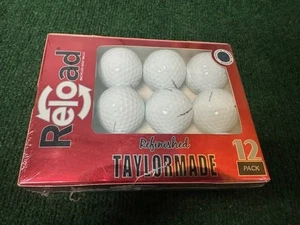 Reload
Refinished
TAYLORMADE
12
PACK